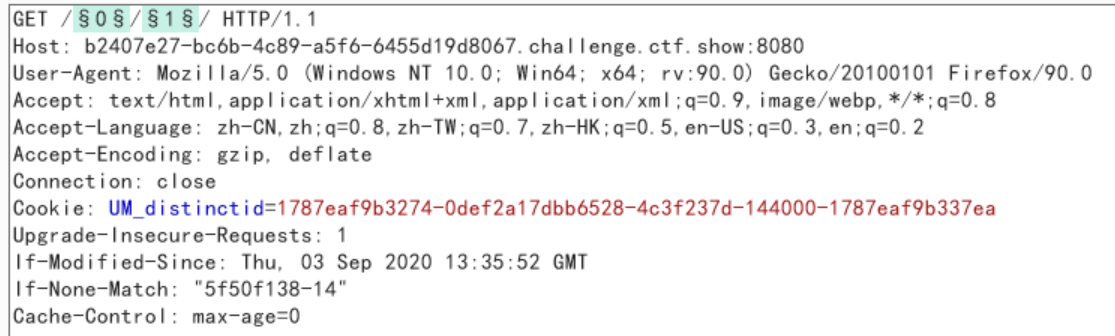 GET /§0§/§1§/ HTTP/1.1
Host: b2407e27-bc6b-4c89-a5f6-6455d19d8067.challenge.ctf.show:8080
User-Agent: Mozilla/5.0 (Windows NT 10.0; Win64; x64; rv:90.0) Gecko/20100101 Firefox/90.0
Accept: text/html,application/xhtml+xml,application/xml;q=0.9,image/webp,*/*;q=0.8
Accept-Language: zh-CN,zh;q=0.8,zh-TW;q=0.7,zh-HK;q=0.5,en-US;q=0.3,en;q=0.2
Accept-Encoding: gzip, deflate
Connection: close
Cookie: UM_distinctid=1787eaf9b3274-0def2a17dbb6528-4c3f237d-144000-1787eaf9b337ea
Upgrade-Insecure-Requests: 1
If-Modified-Since: Thu, 03 Sep 2020 13:35:52 GMT
If-None-Match: "5f50f138-14"
Cache-Control: max-age=0